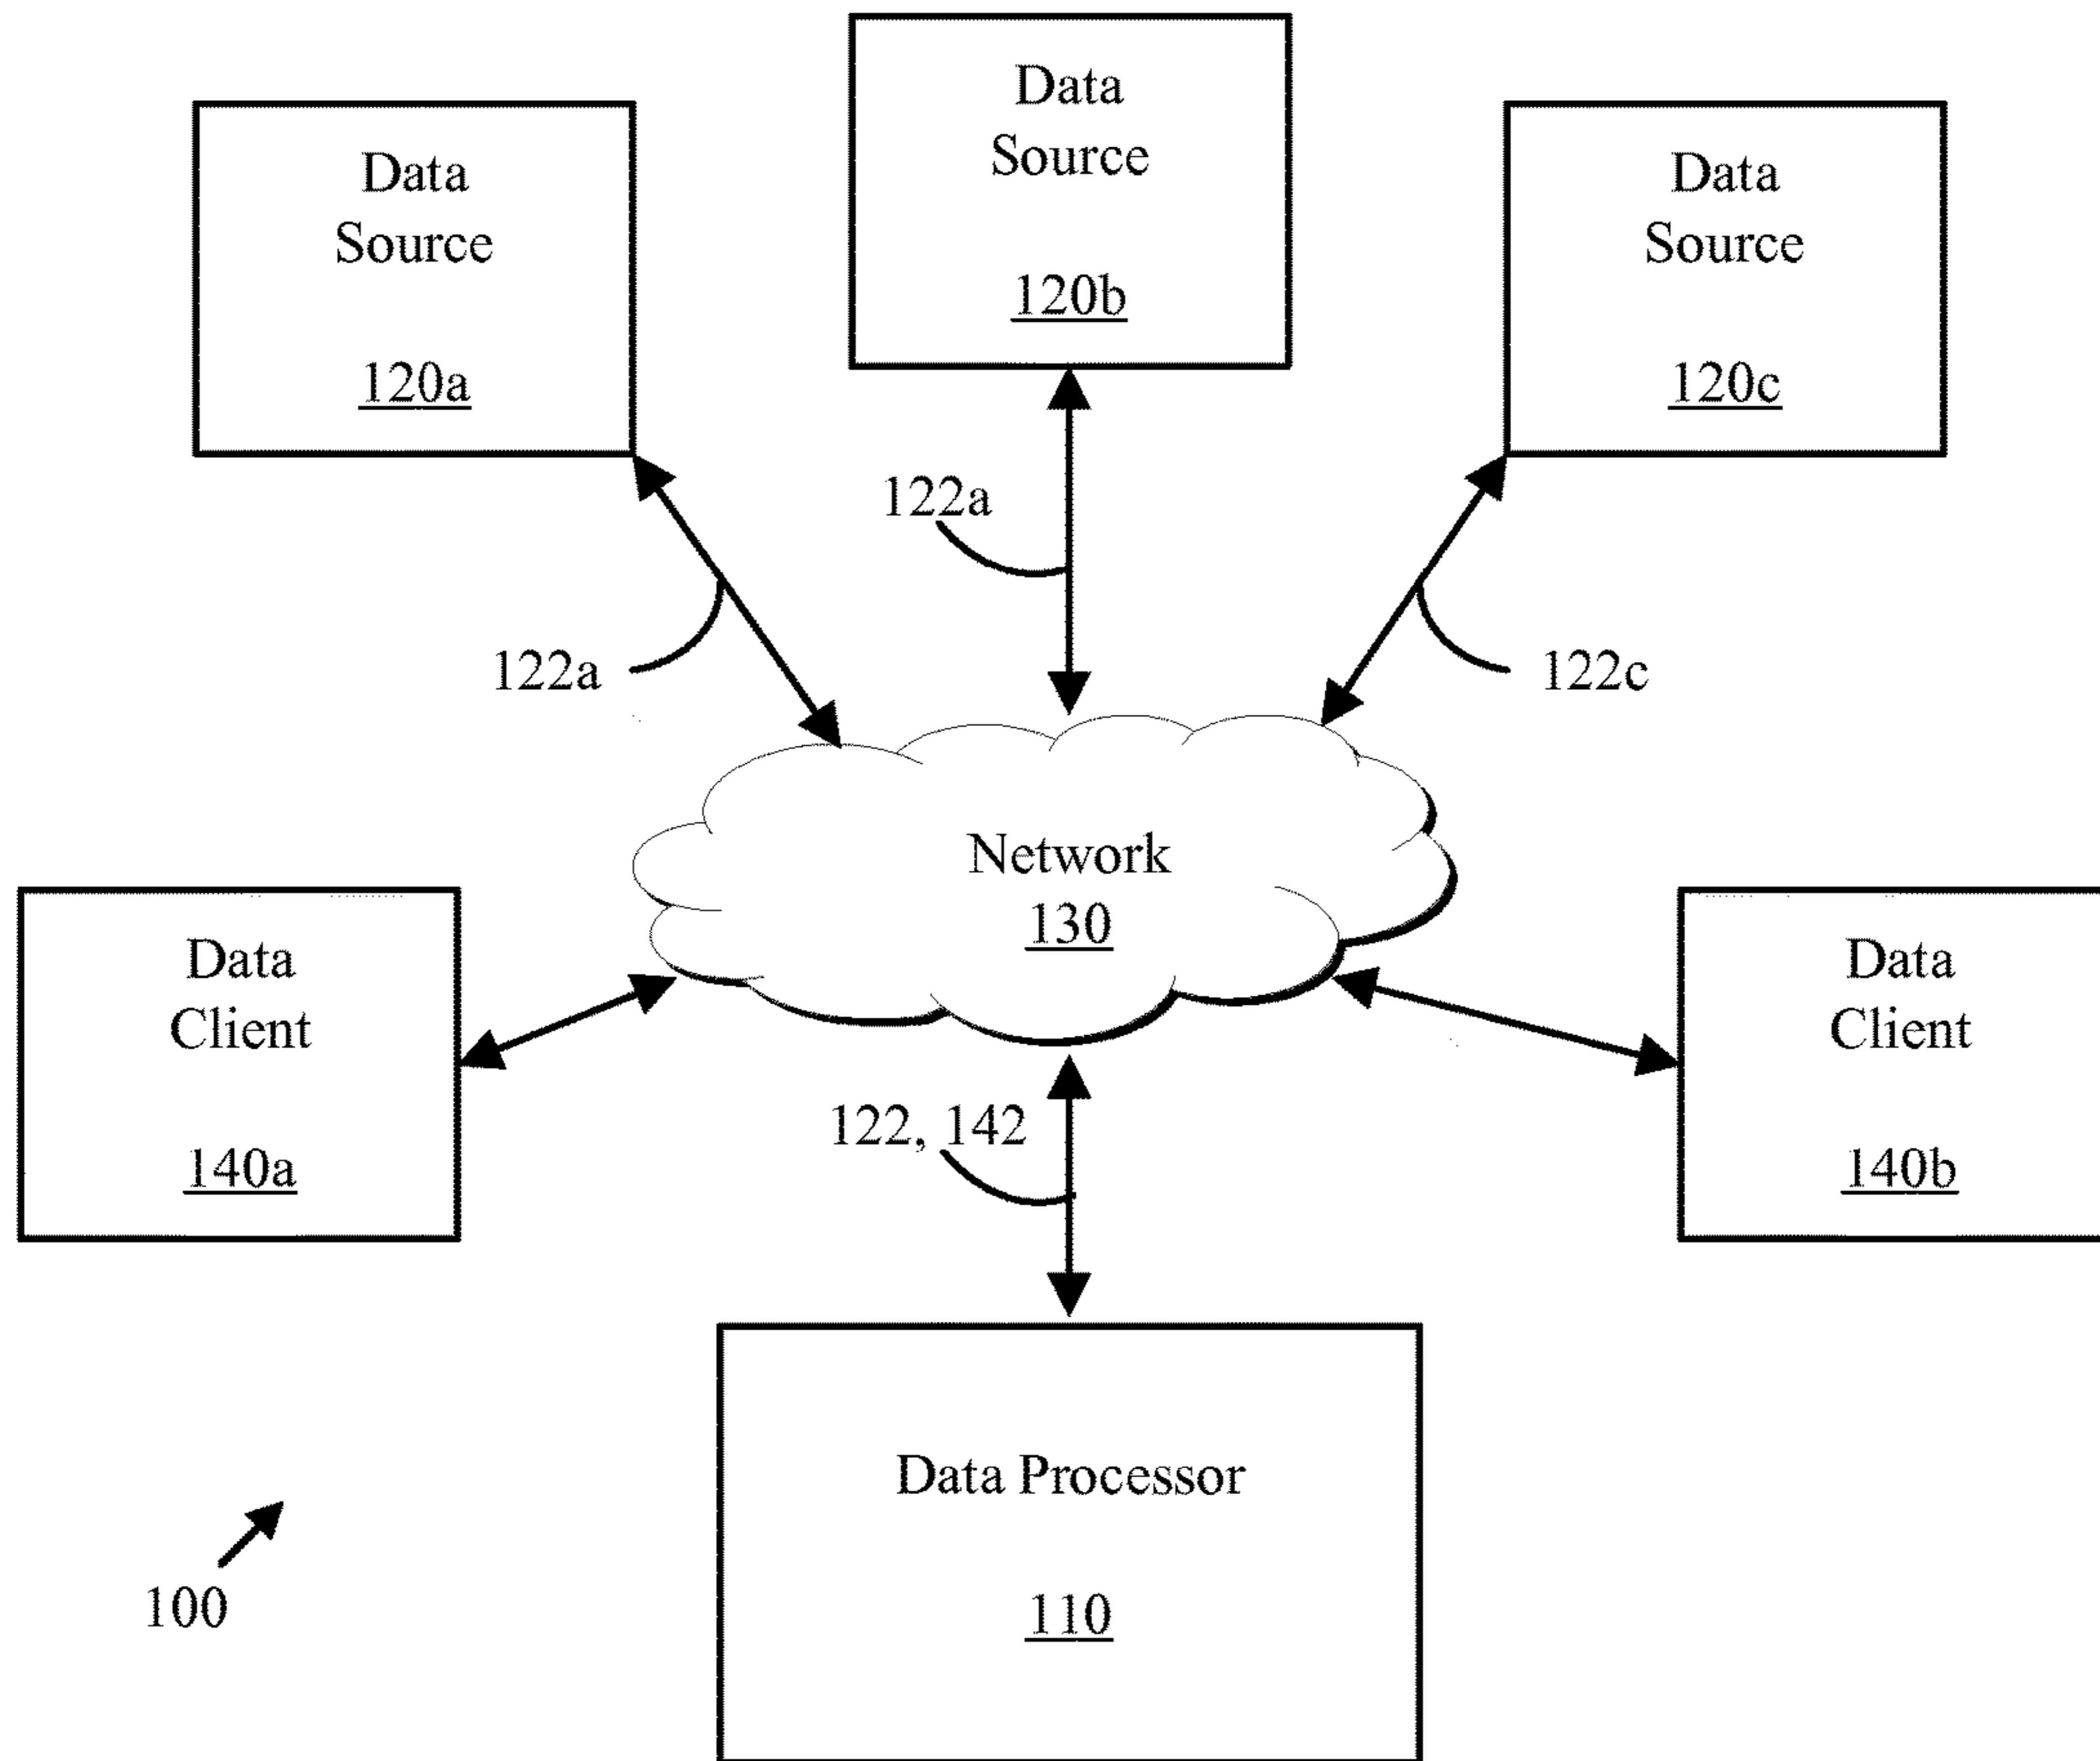 Data
Source
120a
Data
Source
120b
Data
Source
120c
122a
122a
122c
Network
130
Data
Client
140a
Data
Client
140b
122, 142
Data Processor
110
100